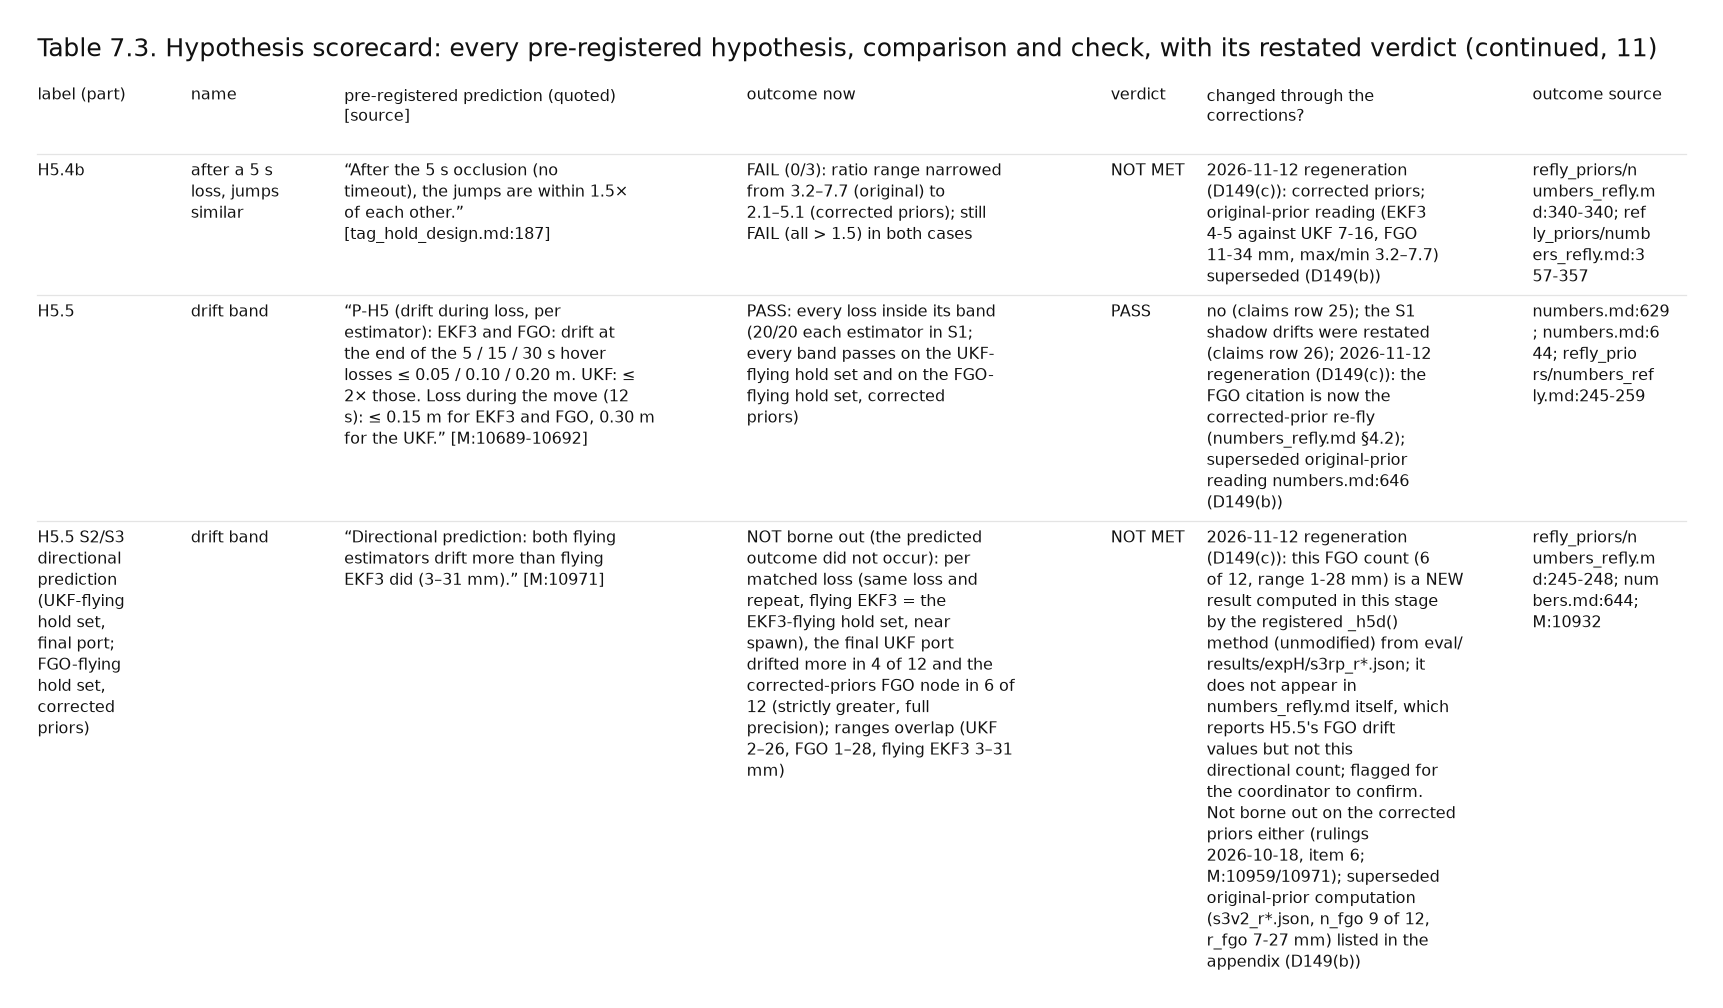 Table 7.3. Hypothesis scorecard: every pre-registered hypothesis, comparison and check, with its restated verdict (continued, 11)
label (part)
name
pre-registered prediction (quoted)
[source]
outcome now
verdict
changed through the
corrections?
outcome source
H5.4b
after a 5 s
loss, jumps
similar
“After the 5 s occlusion (no
timeout), the jumps are within 1.5×
of each other.”
[tag_hold_design.md:187]
FAIL (0/3): ratio range narrowed
from 3.2–7.7 (original) to
2.1–5.1 (corrected priors); still
FAIL (all > 1.5) in both cases
NOT MET
2026-11-12 regeneration
(D149(c)): corrected priors;
original-prior reading (EKF3
4-5 against UKF 7-16, FGO
11-34 mm, max/min 3.2–7.7)
superseded (D149(b))
refly_priors/n
umbers_refly.m
d:340-340; ref
ly_priors/numb
ers_refly.md:3
57-357
H5.5
drift band
“P-H5 (drift during loss, per
estimator): EKF3 and FGO: drift at
the end of the 5 / 15 / 30 s hover
losses ≤ 0.05 / 0.10 / 0.20 m. UKF: ≤
2× those. Loss during the move (12
s): ≤ 0.15 m for EKF3 and FGO, 0.30 m
for the UKF.” [M:10689-10692]
PASS: every loss inside its band
(20/20 each estimator in S1;
every band passes on the UKF-
flying hold set and on the FGO-
flying hold set, corrected
priors)
PASS
no (claims row 25); the S1
shadow drifts were restated
(claims row 26); 2026-11-12
regeneration (D149(c)): the
FGO citation is now the
corrected-prior re-fly
(numbers_refly.md §4.2);
superseded original-prior
reading numbers.md:646
(D149(b))
numbers.md:629
; numbers.md:6
44; refly_prio
rs/numbers_ref
ly.md:245-259
H5.5 S2/S3
directional
prediction
(UKF-flying
hold set,
final port;
FGO-flying
hold set,
corrected
priors)
drift band
“Directional prediction: both flying
estimators drift more than flying
EKF3 did (3–31 mm).” [M:10971]
NOT borne out (the predicted
outcome did not occur): per
matched loss (same loss and
repeat, flying EKF3 = the
EKF3-flying hold set, near
spawn), the final UKF port
drifted more in 4 of 12 and the
corrected-priors FGO node in 6 of
12 (strictly greater, full
precision); ranges overlap (UKF
2–26, FGO 1–28, flying EKF3 3–31
mm)
NOT MET
2026-11-12 regeneration
(D149(c)): this FGO count (6
of 12, range 1-28 mm) is a NEW
result computed in this stage
by the registered _h5d()
method (unmodified) from eval/
results/expH/s3rp_r*.json; it
does not appear in
numbers_refly.md itself, which
reports H5.5's FGO drift
values but not this
directional count; flagged for
the coordinator to confirm.
Not borne out on the corrected
priors either (rulings
2026-10-18, item 6;
M:10959/10971); superseded
original-prior computation
(s3v2_r*.json, n_fgo 9 of 12,
r_fgo 7-27 mm) listed in the
appendix (D149(b))
refly_priors/n
umbers_refly.m
d:245-248; num
bers.md:644;
M:10932